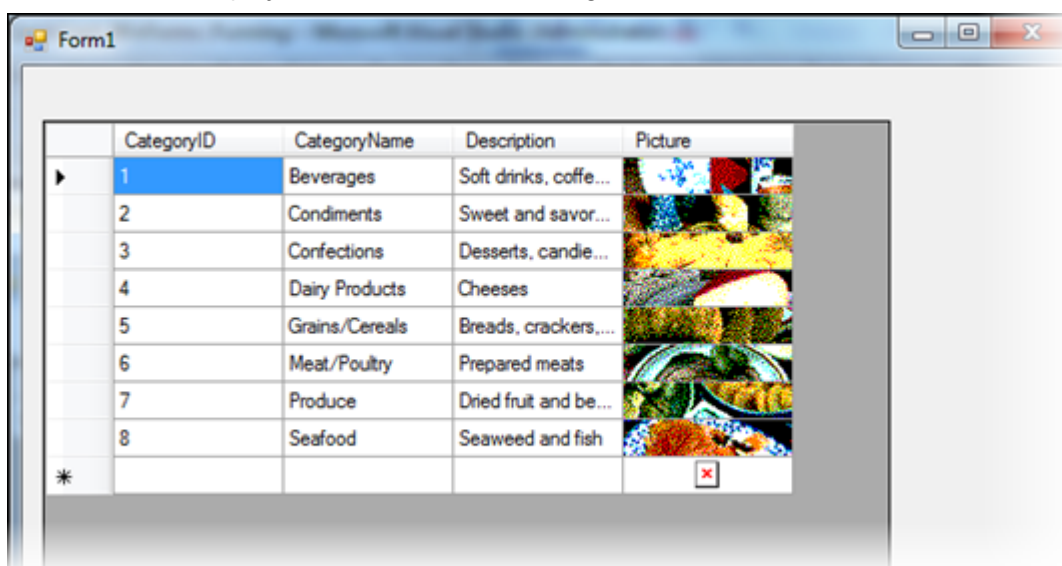 Form1
CategoryID CategoryName Description Picture
1 Beverages Soft drinks, coffe...
2 Condiments Sweet and savor...
3 Confections Desserts, candie...
4 Dairy Products Cheeses
5 Grains/Cereals Breads, crackers,...
6 Meat/Poultry Prepared meats
7 Produce Dried fruit and be...
8 Seafood Seaweed and fish